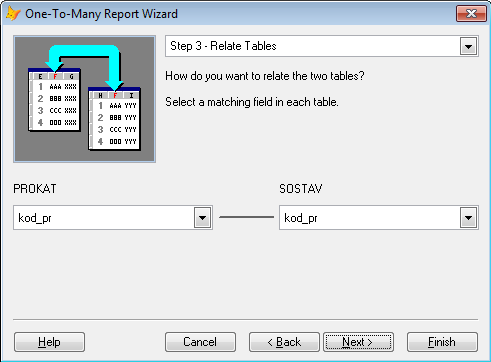 One-To-Many Report Wizard
Step 3 - Relate Tables
How do you want to relate the two tables?
Select a matching field in each table.
E F G
1 AAA XXX
2 BBB XXX
3 CCC XXX
4 DDD XXX
H F I
1 AAA YYY
2 BBB YYY
3 CCC YYY
4 DDD YYY
PROKAT SOSTAV
kod_pr kod_pr
Help Cancel < Back Next > Finish